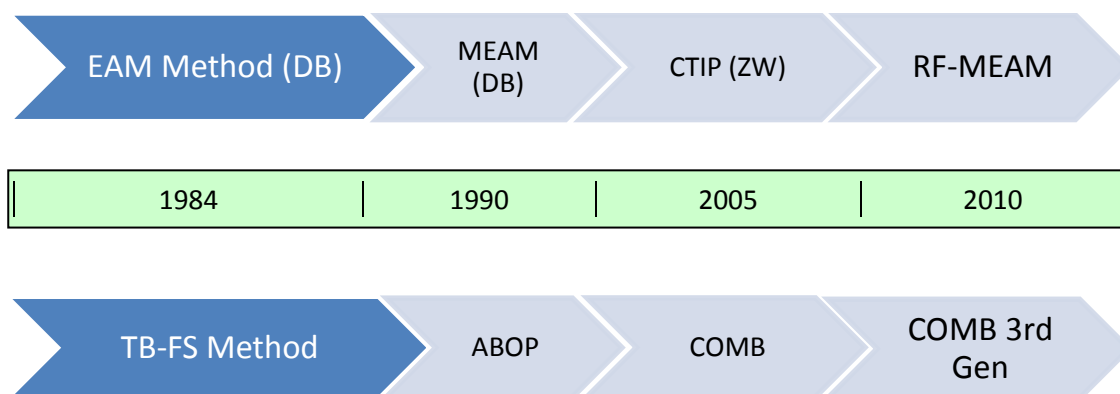 EAM Method (DB)
MEAM
(DB)
CTIP (ZW)
RF-MEAM
1984
1990
2005
2010
TB-FS Method
ABOP
COMB
COMB 3rd
Gen